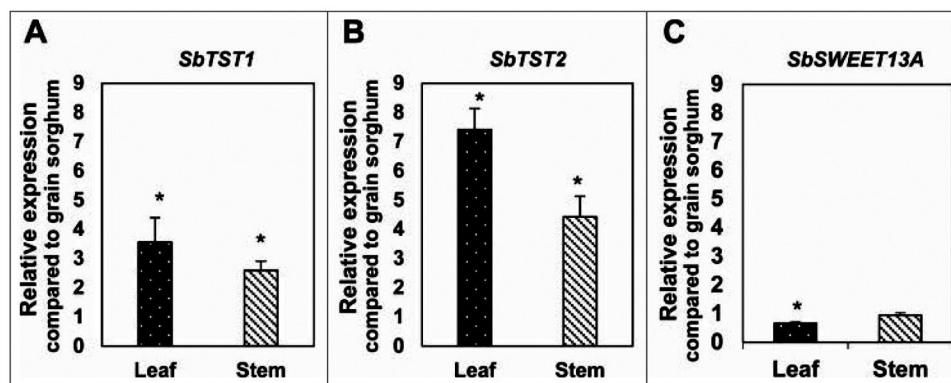 A
SbTST1
Relative expression
compared to grain sorghum
9
8
7
6
5
4
3
2
1
0
*
*
Leaf Stem
B
SbTST2
Relative expression
compared to grain sorghum
9
8
7
6
5
4
3
2
1
0
*
*
Leaf Stem
C
SbSWEET13A
Relative expression
compared to grain sorghum
9
8
7
6
5
4
3
2
1
0
*
Leaf Stem